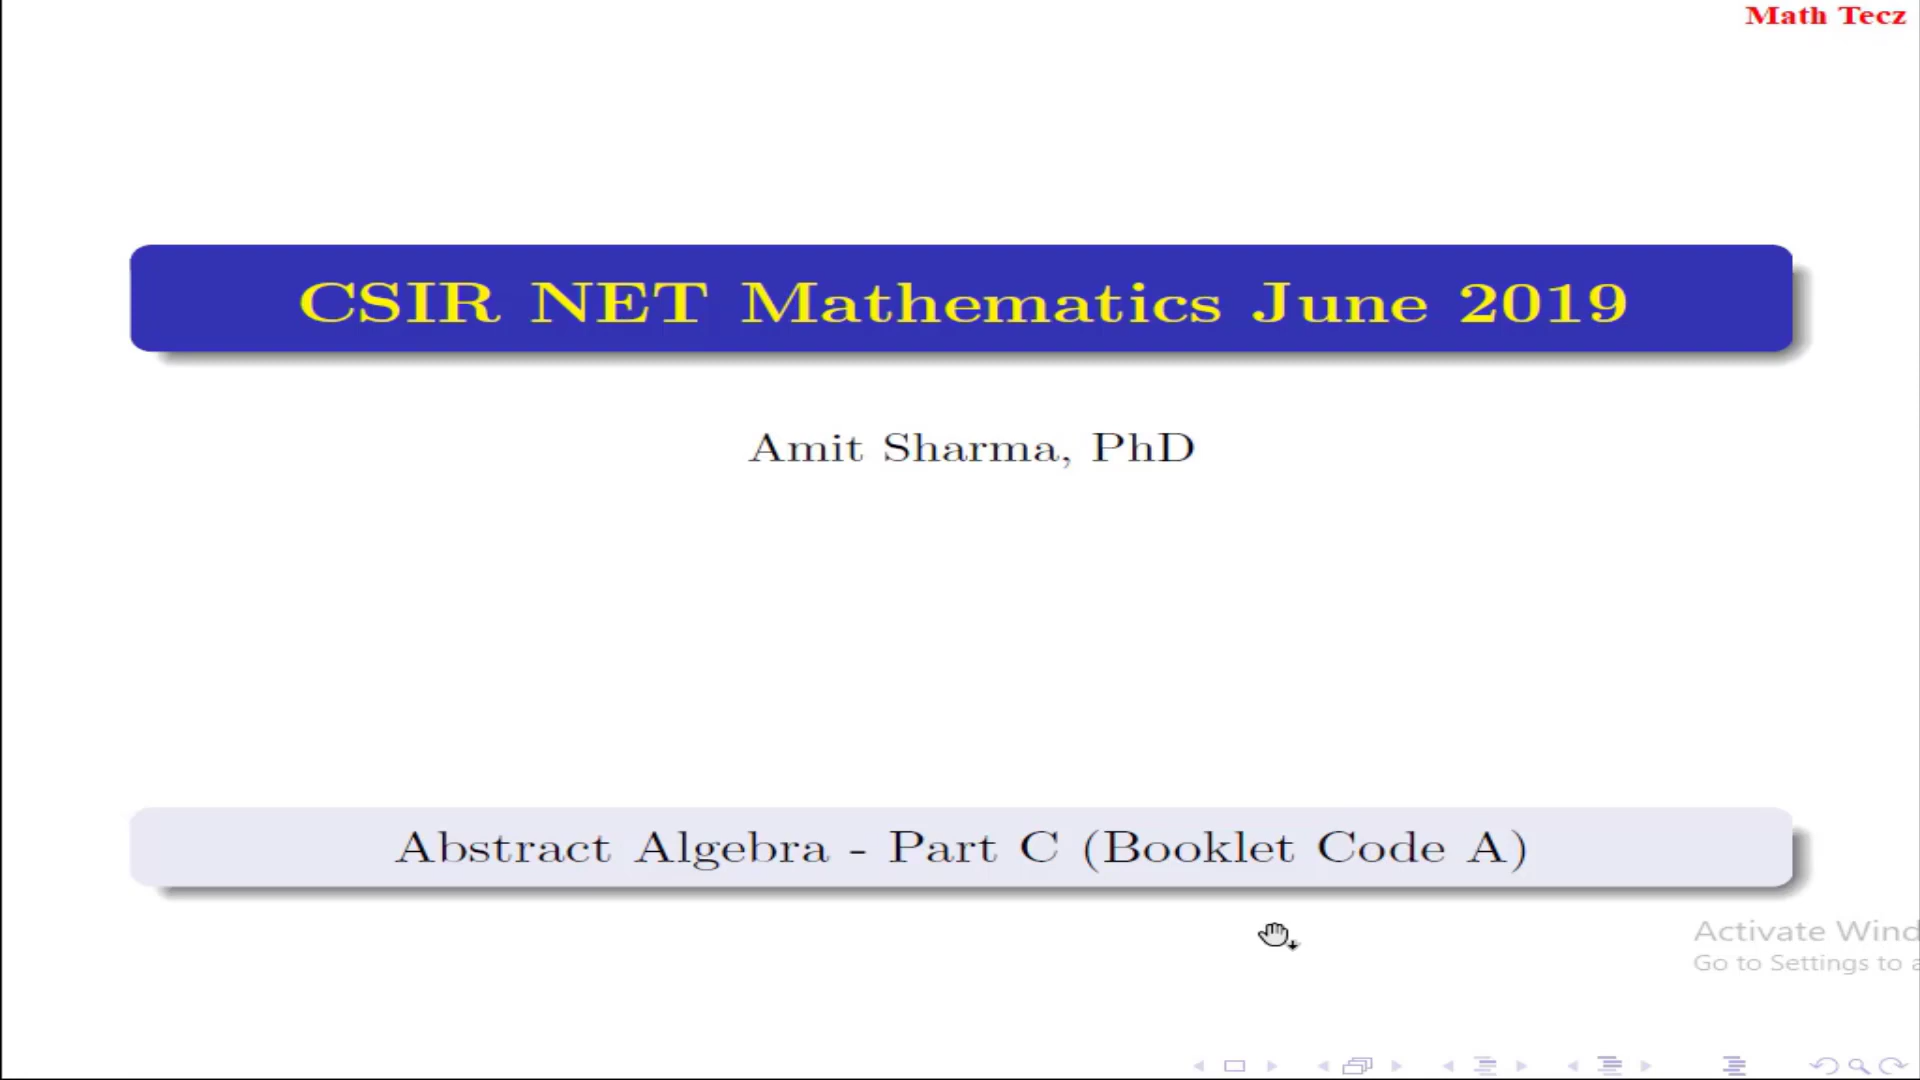 Math Tecz
CSIR NET Mathematics June 2019
Amit Sharma, PhD
Abstract Algebra - Part C (Booklet Code A)
Activate Wind
Go to Settings to a